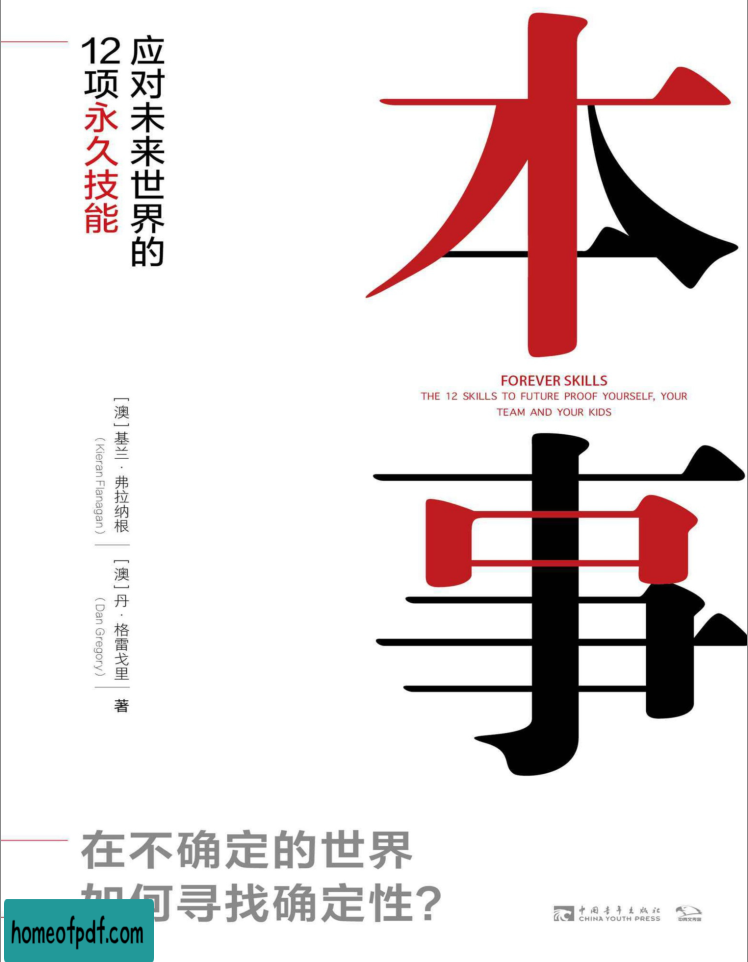 应对未来世界的
12项永久技能
本
FOREVER SKILLS
THE 12 SKILLS TO FUTURE PROOF YOURSELF, YOUR
TEAM AND YOUR KIDS
事
[澳]基兰·弗拉纳根
(Kieran Flanagan)
[澳]丹·格雷戈里
(Dan Gregory)
著
在不确定的世界
如何寻找确定性?
中国青年出版社
CHINA YOUTH PRESS
homeofpdf.com